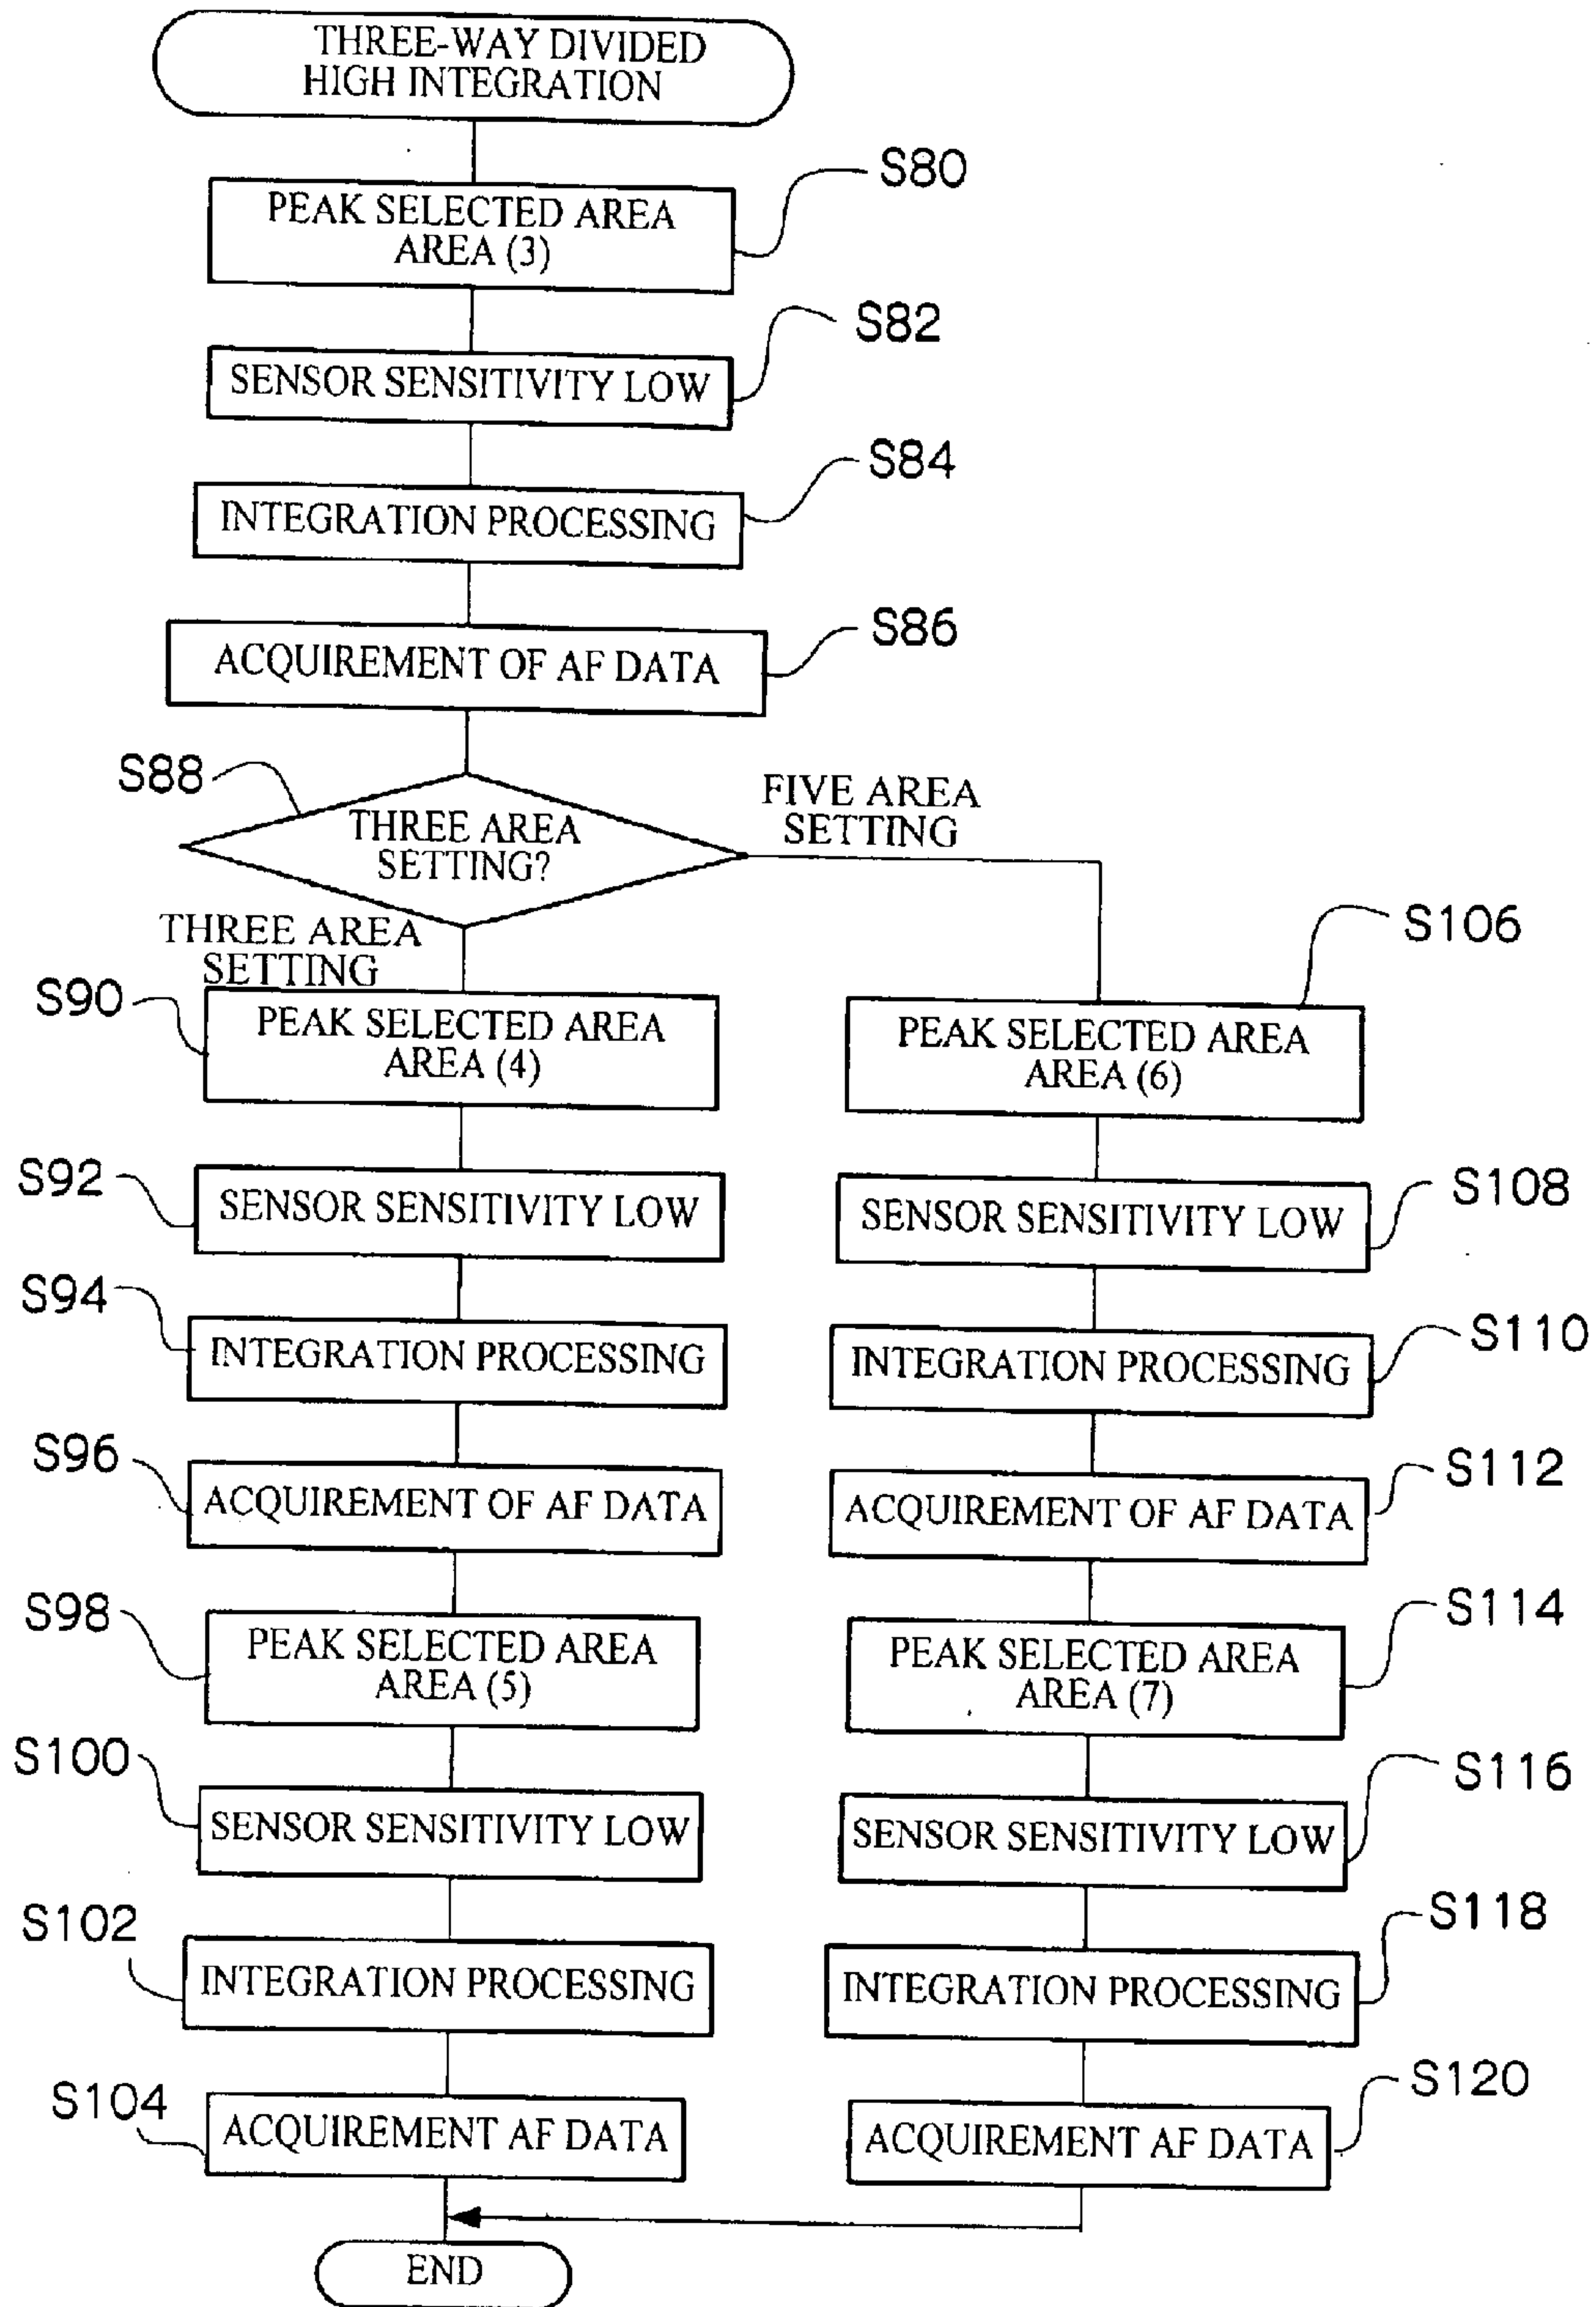 THREE-WAY DIVIDED
HIGH INTEGRATION
S80
PEAK SELECTED AREA
AREA (3)
S82
SENSOR SENSITIVITY LOW
S84
INTEGRATION PROCESSING
S86
ACQUIREMENT OF AF DATA
S88
THREE AREA
SETTING?
FIVE AREA
SETTING
THREE AREA
SETTING
S90
PEAK SELECTED AREA
AREA (4)
S92
SENSOR SENSITIVITY LOW
S94
INTEGRATION PROCESSING
S96
ACQUIREMENT OF AF DATA
S98
PEAK SELECTED AREA
AREA (5)
S100
SENSOR SENSITIVITY LOW
S102
INTEGRATION PROCESSING
S104
ACQUIREMENT AF DATA
S106
PEAK SELECTED AREA
AREA (6)
S108
SENSOR SENSITIVITY LOW
S110
INTEGRATION PROCESSING
S112
ACQUIREMENT OF AF DATA
S114
PEAK SELECTED AREA
AREA (7)
S116
SENSOR SENSITIVITY LOW
S118
INTEGRATION PROCESSING
S120
ACQUIREMENT AF DATA
END